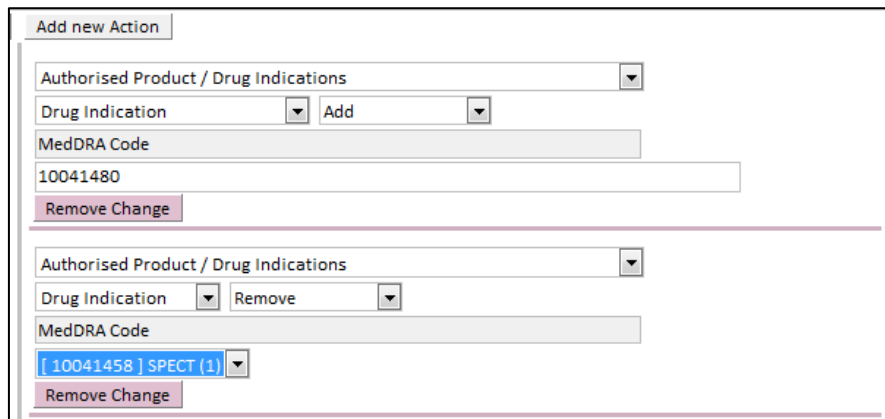 Add new Action
Authorised Product / Drug Indications
Drug Indication Add
MedDRA Code
10041480
Remove Change
Authorised Product / Drug Indications
Drug Indication Remove
MedDRA Code
[ 10041458 ] SPECT (1)
Remove Change